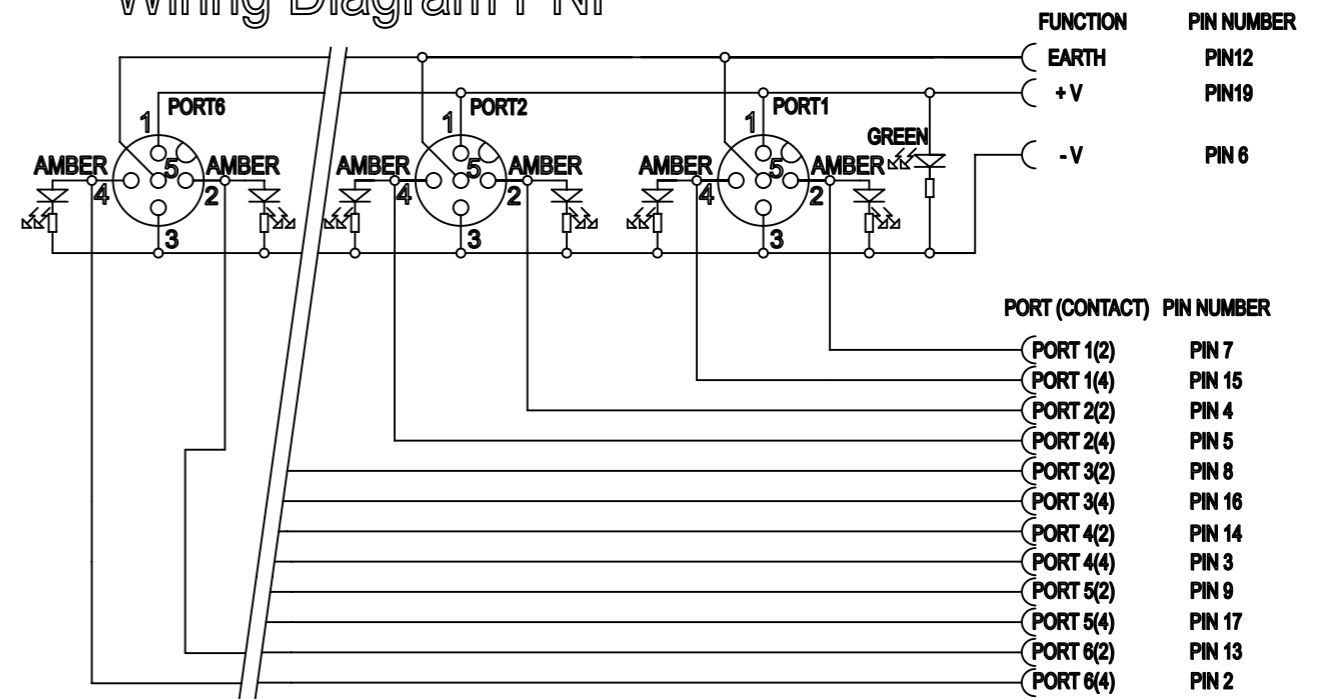 Wiring Diagram PNP
FUNCTION PIN NUMBER
EARTH PIN12
+ V PIN19
- V PIN 6
PORT6 PORT2 PORT1
1 1 1
GREEN
AMBER 5 AMBER AMBER 5 AMBER AMBER 5 AMBER
4 2 4 2 4 2
3 3 3
PORT (CONTACT) PIN NUMBER
PORT 1(2) PIN 7
PORT 1(4) PIN 15
PORT 2(2) PIN 4
PORT 2(4) PIN 5
PORT 3(2) PIN 8
PORT 3(4) PIN 16
PORT 4(2) PIN 14
PORT 4(4) PIN 3
PORT 5(2) PIN 9
PORT 5(4) PIN 17
PORT 6(2) PIN 13
PORT 6(4) PIN 2